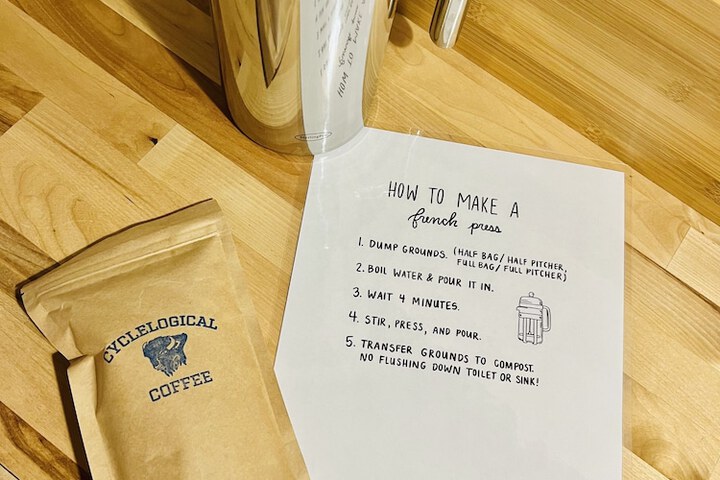 HOW TO MAKE A
french press
1. DUMP GROUNDS. (HALF BAG/HALF PITCHER,
FULL BAG/FULL PITCHER)
2. BOIL WATER & POUR IT IN.
3. WAIT 4 MINUTES.
4. STIR, PRESS, AND POUR.
5. TRANSFER GROUNDS TO COMPOST.
NO FLUSHING DOWN TOILET OR SINK!
CYCLELOGICAL
COFFEE